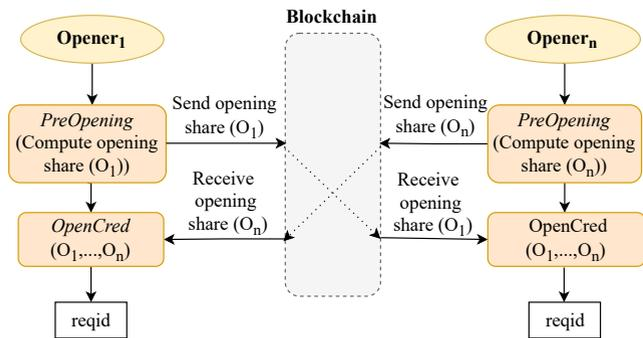 Blockchain
Opener₁
PreOpening
(Compute opening
share (O₁))
OpenCred
(O₁,...,Oₙ)
reqid
Send opening
share (O₁)
Receive
opening
share (Oₙ)
Send opening
share (Oₙ)
Receive
opening
share (O₁)
Openerₙ
PreOpening
(Compute opening
share (Oₙ))
OpenCred
(O₁,...,Oₙ)
reqid